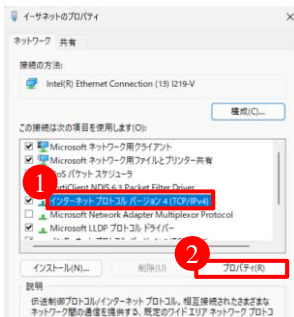 イーサネットのプロパティ
ネットワーク 共有
接続の方法:
Intel(R) Ethernet Connection (13) I219-V
構成(C)...
この接続は次の項目を使用します(O):
Microsoft ネットワーク用クライアント
Microsoft ネットワーク用ファイルとプリンター共有
1 oS パケット スケジューラ
FortiClient NDIS 6.3 Packet Filter Driver
インターネット プロトコル バージョン 4 (TCP/IPv4)
Microsoft Network Adapter Multiplexor Protocol
Microsoft LLDP プロトコル ドライバー
2
インストール(N)... 削除(U) プロパティ(R)
説明
伝送制御プロトコル/インターネット プロトコル。相互接続されたさまざまな
ネットワーク間の通信を提供する、既定のワイド エリア ネットワーク プロトコ